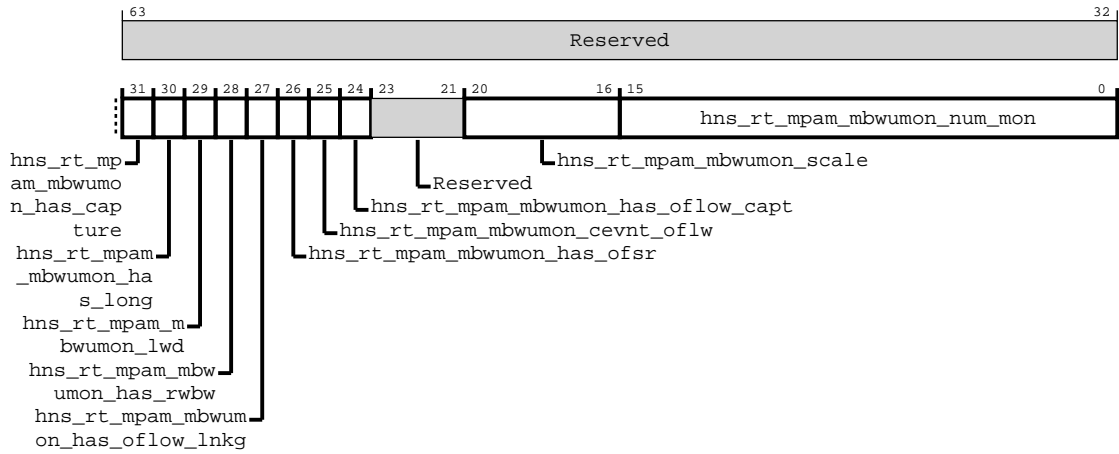 63 32
Reserved
31 30 29 28 27 26 25 24 23 21 20 16 15 0
hns_rt_mpam_mbwumon_num_mon
hns_rt_mp hns_rt_mpam_mbwumon_scale
am_mbwumo Reserved
n_has_cap hns_rt_mpam_mbwumon_has_oflow_capt
ture hns_rt_mpam_mbwumon_cevnt_oflw
hns_rt_mpam hns_rt_mpam_mbwumon_has_ofsr
_mbwumon_ha
s_long
hns_rt_mpam_m
bwumon_lwd
hns_rt_mpam_mbw
umon_has_rwbw
hns_rt_mpam_mbwum
on_has_oflow_lnkg